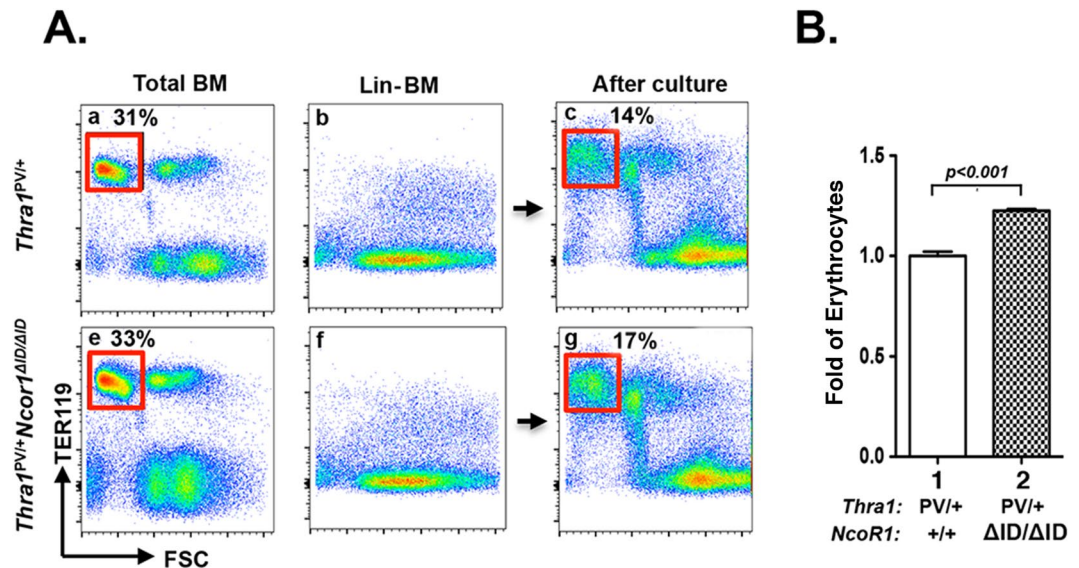 A.
Total BM
Lin-BM
After culture
a 31%
b
c 14%
Thra1PV/+
e 33%
f
g 17%
Thra1PV/+Ncor1ΔID/ΔID
TER119
FSC
B.
Fold of Erythrocytes
1.5
1.0
0.5
0.0
p<0.001
1 2
Thra1: PV/+ PV/+
NcoR1: +/+ ΔID/ΔID